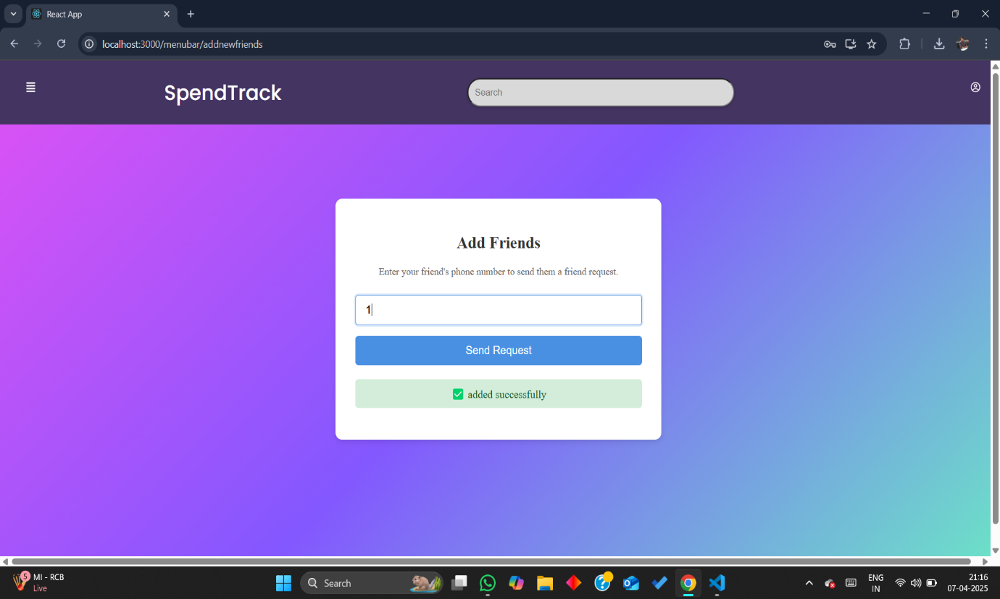 React App
localhost:3000/menubar/addnewfriends
SpendTrack
Search
Add Friends
Enter your friend's phone number to send them a friend request.
1
Send Request
✅ added successfully
5
MI - RCB
Live
Search
ENG
IN
21:16
07-04-2025